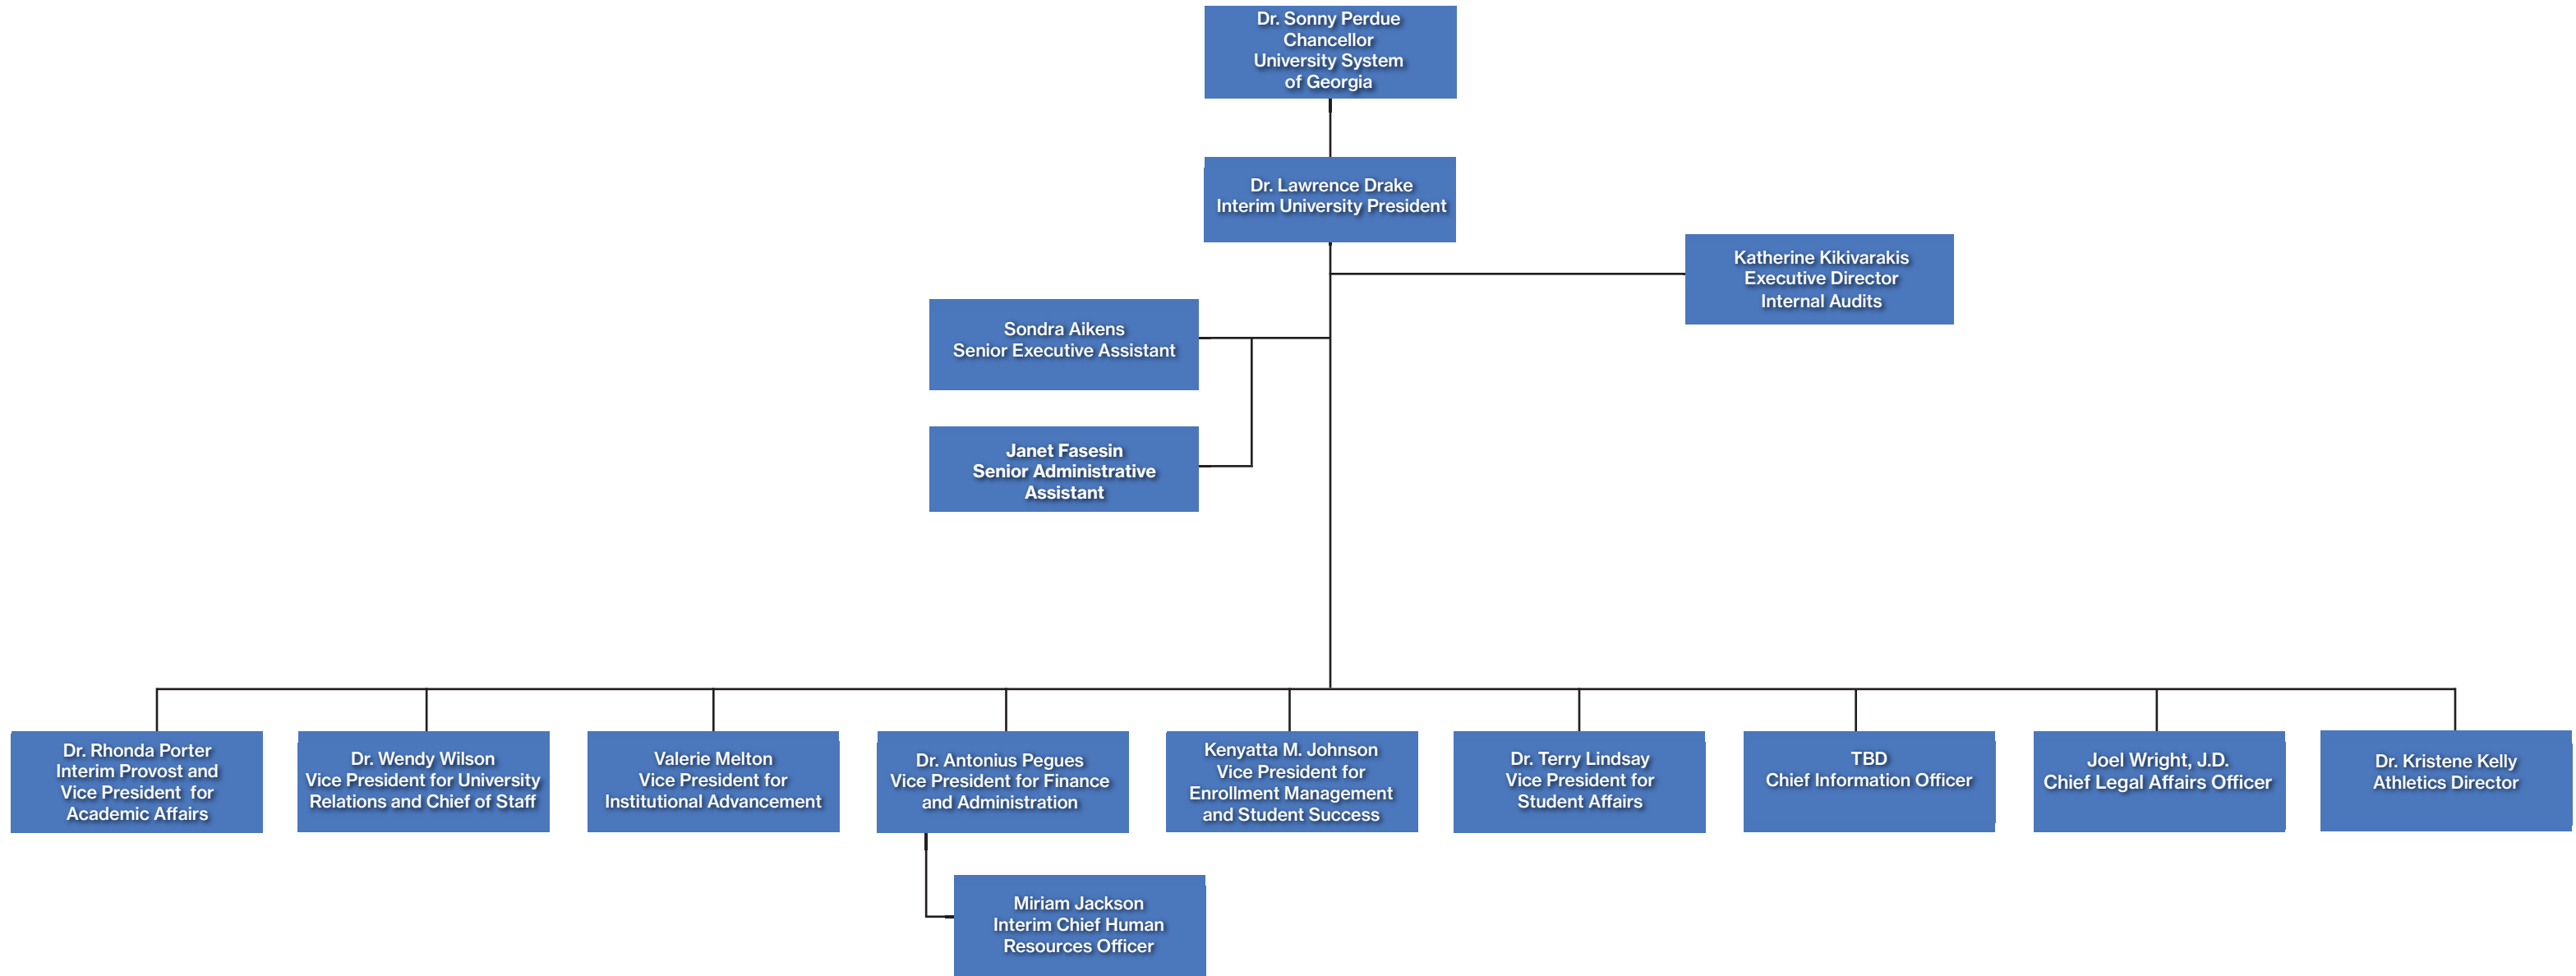 Dr. Sonny Perdue
Chancellor
University System
of Georgia
Dr. Lawrence Drake
Interim University President
Katherine Kikivarakis
Executive Director
Internal Audits
Sondra Aikens
Senior Executive Assistant
Janet Fasesin
Senior Administrative
Assistant
Dr. Rhonda Porter
Interim Provost and
Vice President for
Academic Affairs
Dr. Wendy Wilson
Vice President for University
Relations and Chief of Staff
Valerie Melton
Vice President for
Institutional Advancement
Dr. Antonius Pegues
Vice President for Finance
and Administration
Kenyatta M. Johnson
Vice President for
Enrollment Management
and Student Success
Dr. Terry Lindsay
Vice President for
Student Affairs
TBD
Chief Information Officer
Joel Wright, J.D.
Chief Legal Affairs Officer
Dr. Kristene Kelly
Athletics Director
Miriam Jackson
Interim Chief Human
Resources Officer